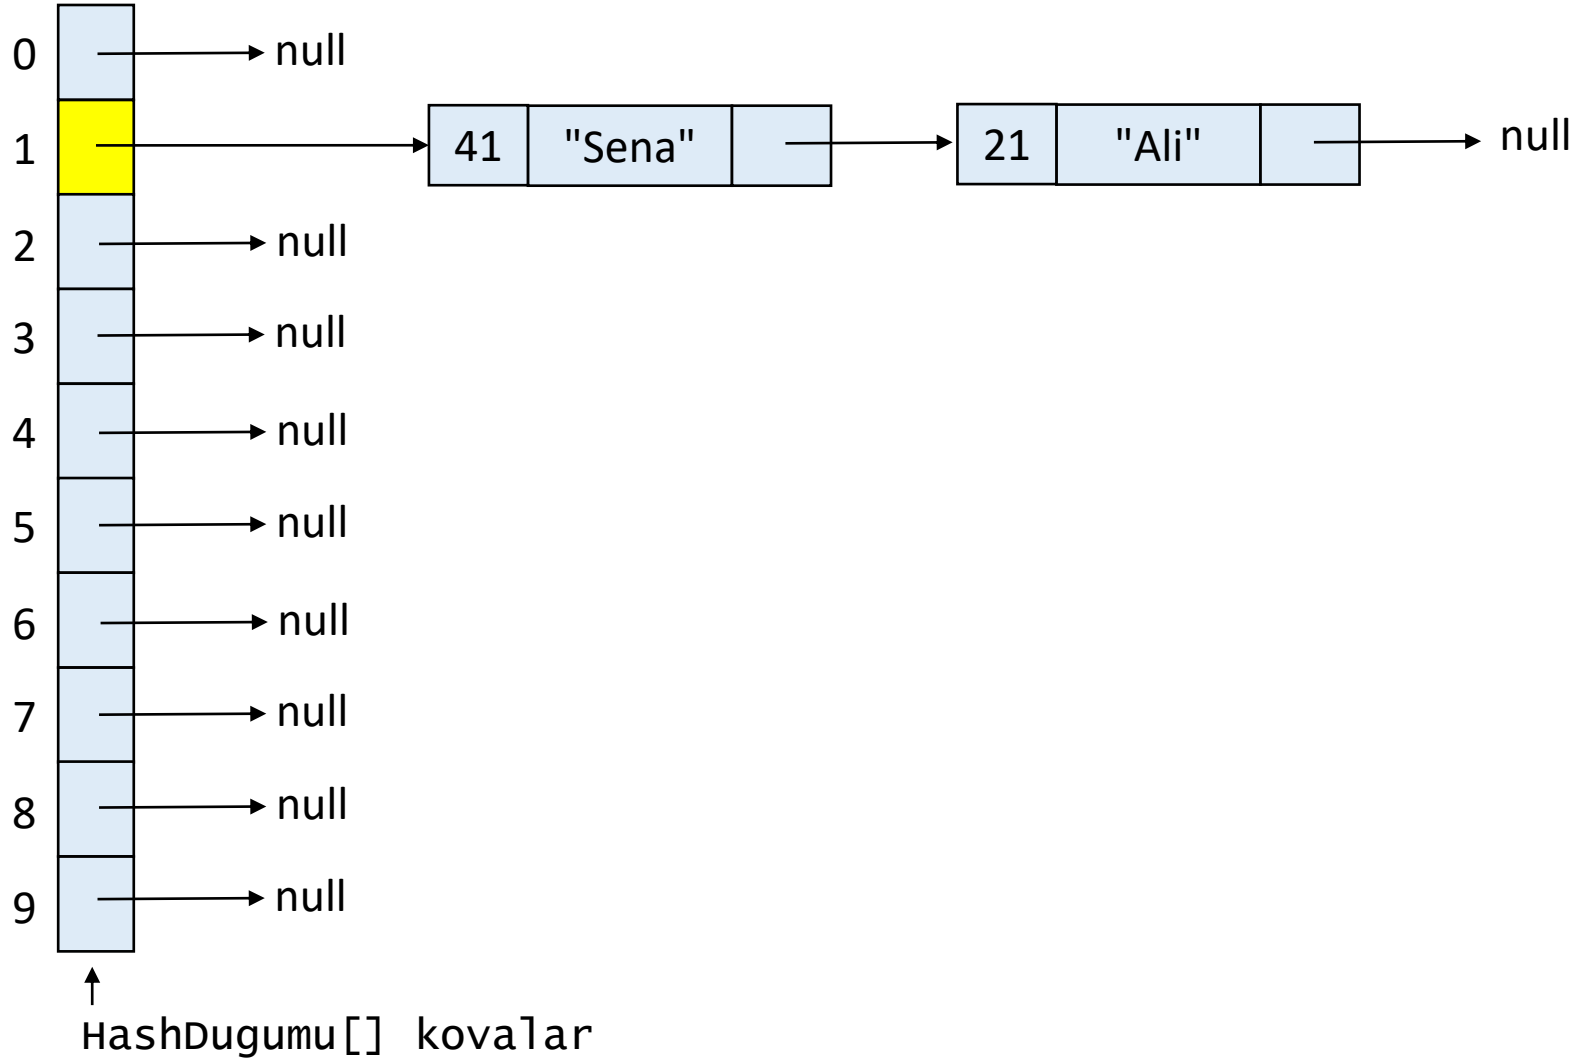 0 null
1 41 "Sena" 21 "Ali" null
2 null
3 null
4 null
5 null
6 null
7 null
8 null
9 null
HashDugumu[] kovalar